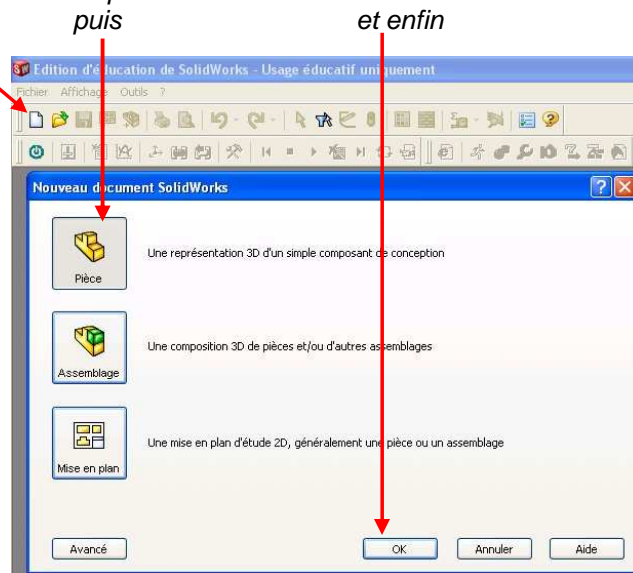 puis
et enfin
Edition d'éducation de SolidWorks - Usage éducatif uniquement
Fichier Affichage Outils ?
Nouveau document SolidWorks
Pièce
Une représentation 3D d'un simple composant de conception
Assemblage
Une composition 3D de pièces et/ou d'autres assemblages
Mise en plan
Une mise en plan d'étude 2D, généralement une pièce ou un assemblage
Avancé OK Annuler Aide